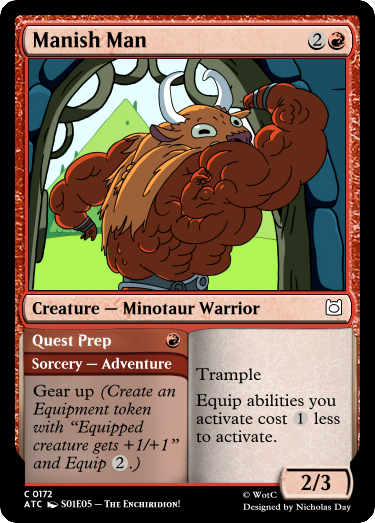 Manish Man
2
Creature — Minotaur Warrior
Quest Prep
Sorcery — Adventure
Gear up (Create an
Equipment token
with “Equipped
creature gets +1/+1”
and Equip 2.)
Trample
Equip abilities you
activate cost 1 less
to activate.
2/3
C 0172
ATC S01E05 — The Enchiridion!
© WotC
Designed by Nicholas Day